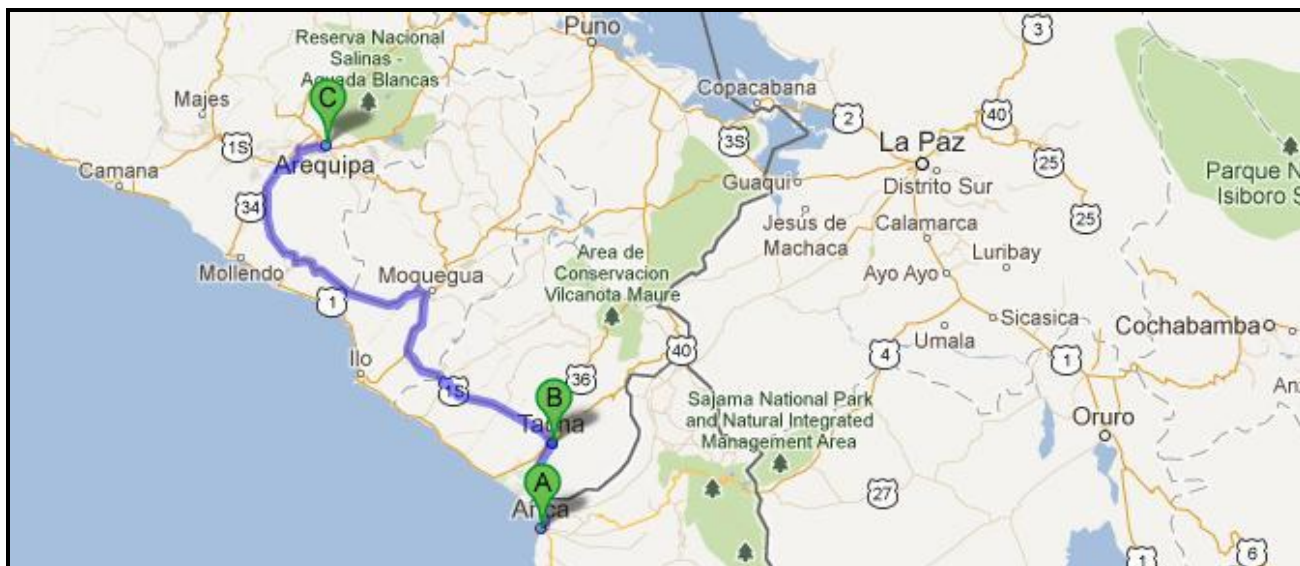 Puno
Reserva Nacional
Salinas -
Aguada Blancas
C
Majes
1S
Arequipa
Camana
34
Mollendo
1
Moquegua
Ilo
1S
36
B
Tacna
A
Arica
3
Copacabana
3S
2
40
La Paz
25
Guaqui
Distrito Sur
25
Jesús de
Machaca
Calamarca
Luribay
Ayo Ayo
Area de
Conservacion
Vilcanota Maure
Parque N
Isiboro S
Umala
Sicasica
Cochabamba
40
4
1
An
Sajama National Park
and Natural Integrated
Management Area
Oruro
27
1
6